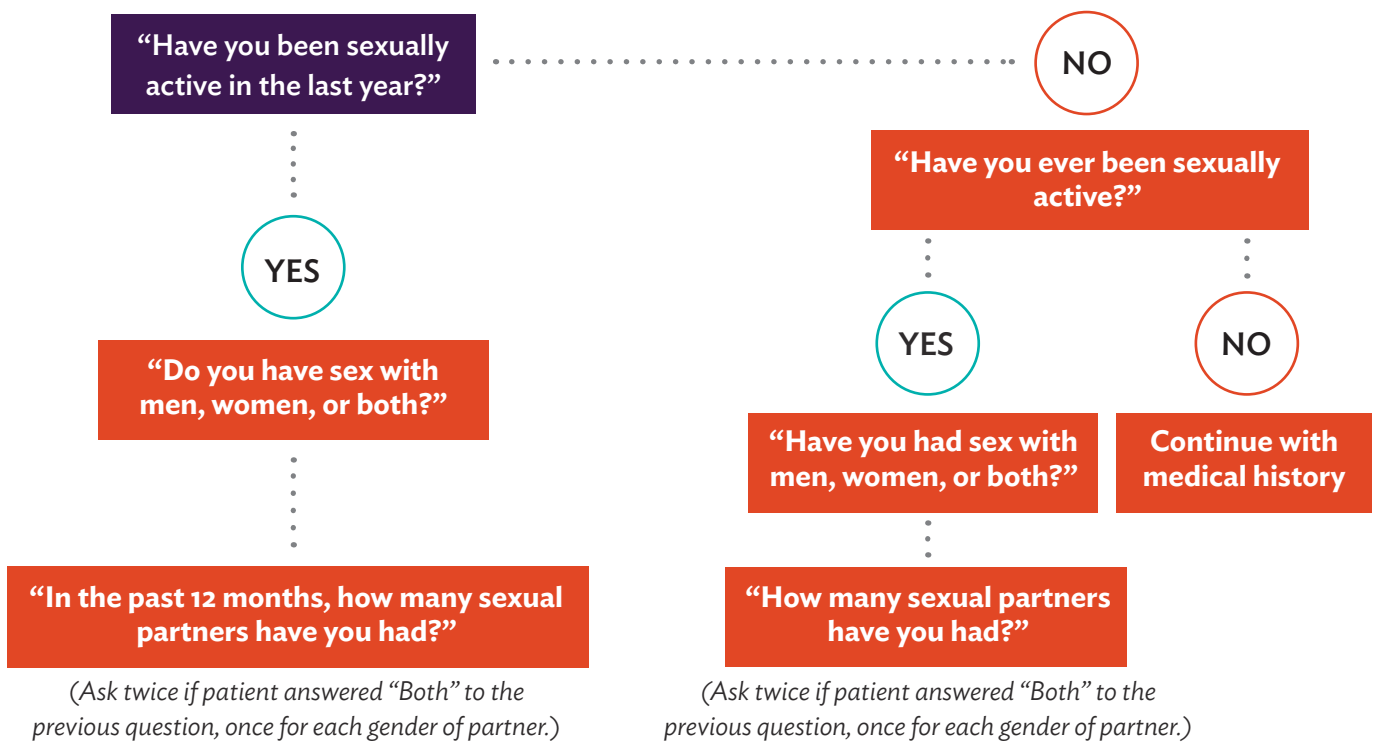 “Have you been sexually
active in the last year?”
NO
“Have you ever been sexually
active?”
YES
“Do you have sex with
men, women, or both?”
“In the past 12 months, how many sexual
partners have you had?”
(Ask twice if patient answered “Both” to the
previous question, once for each gender of partner.)
YES
NO
“Have you had sex with
men, women, or both?”
Continue with
medical history
“How many sexual partners
have you had?”
(Ask twice if patient answered “Both” to the
previous question, once for each gender of partner.)